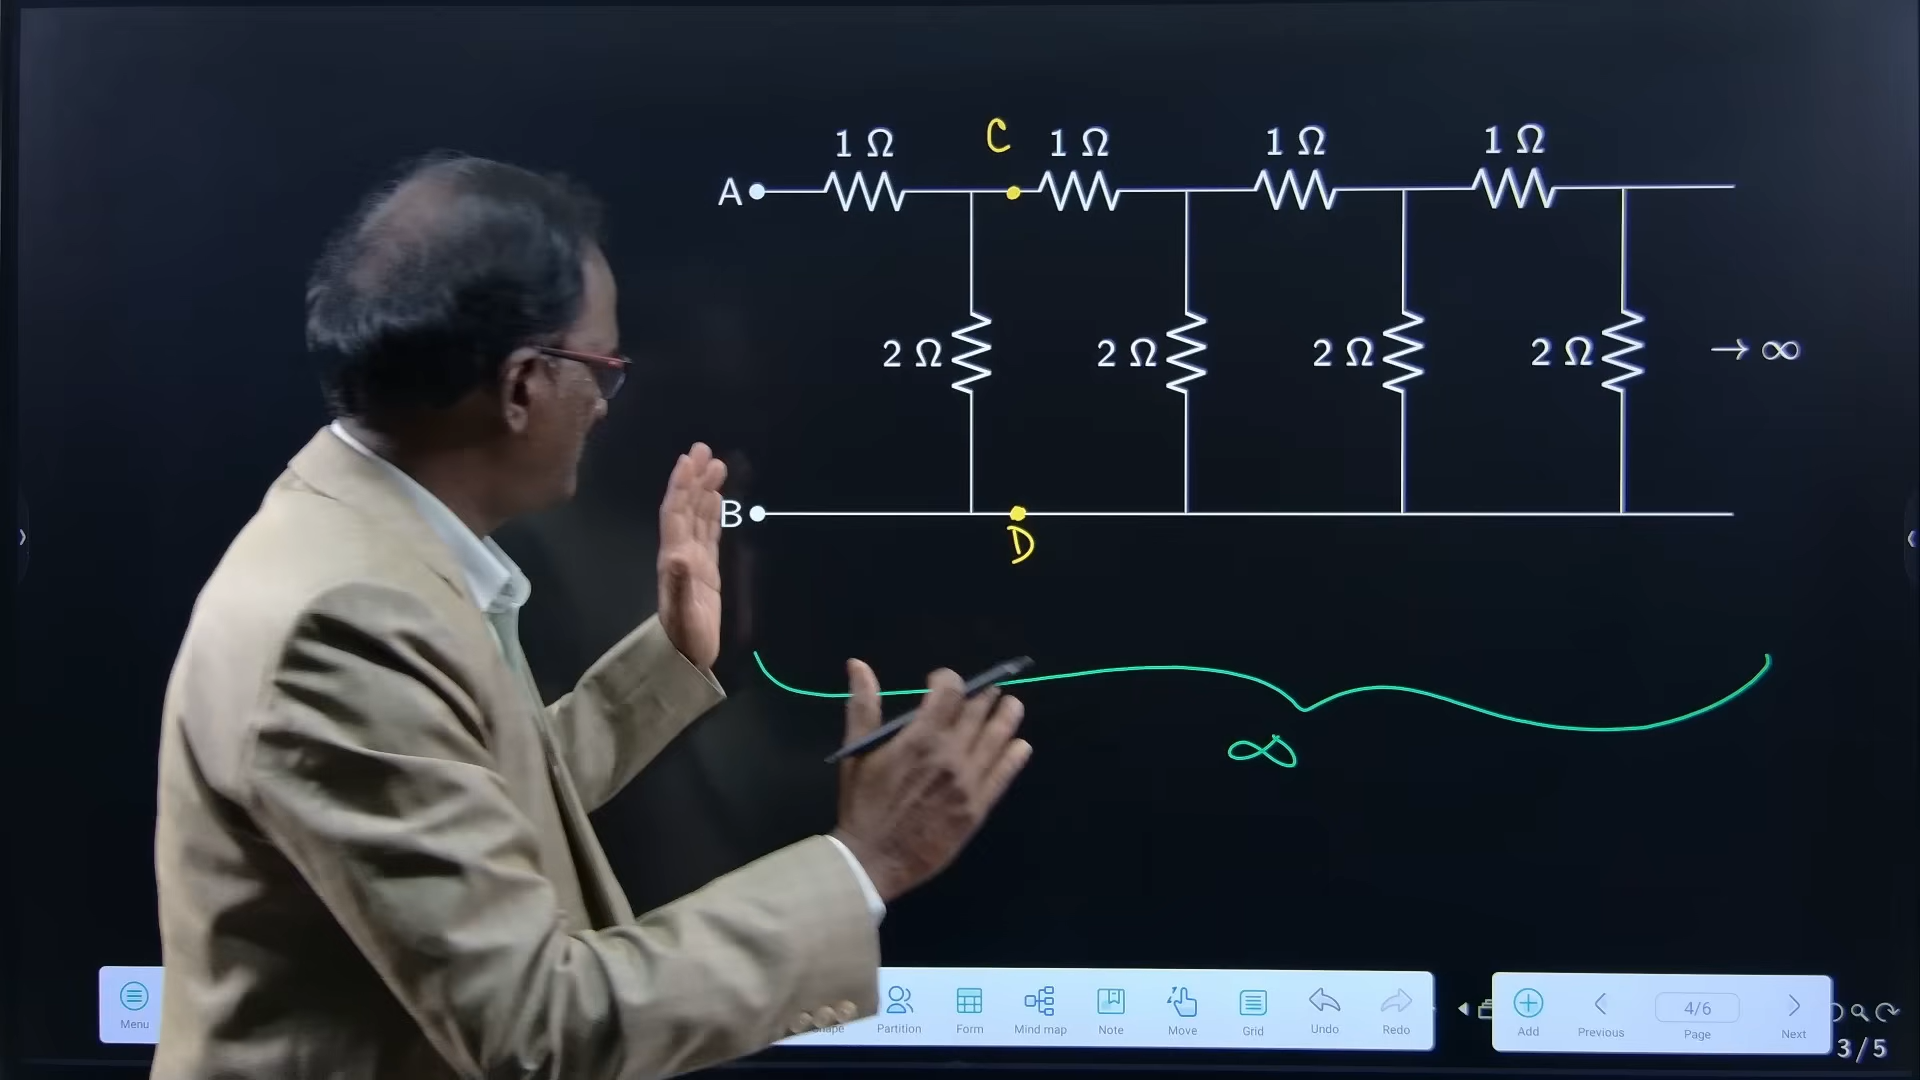 C
1 Ω 1 Ω 1 Ω 1 Ω
A
2 Ω 2 Ω 2 Ω 2 Ω → ∞
B
D
∞
Menu
Partition
Form
Mind map
Note
Move
Grid
Undo
Redo
Add
Previous
4/6
Page
Next
3/5